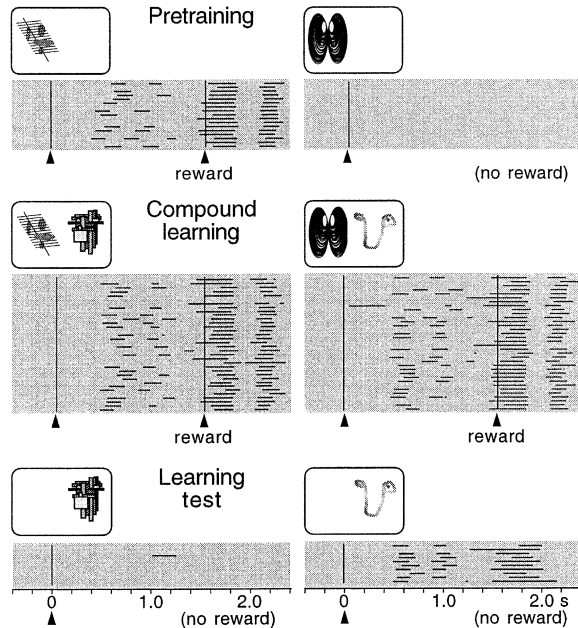 Pretraining
reward
(no reward)
Compound
learning
reward
reward
Learning
test
0 1.0 2.0
(no reward)
0 1.0 2.0 s
(no reward)